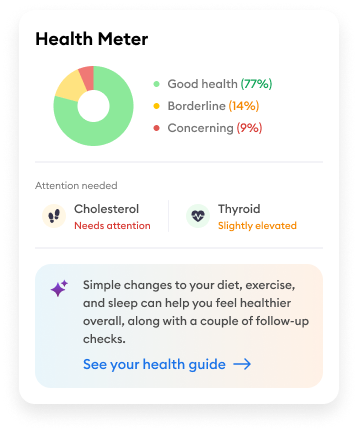 Health Meter
Good health (77%)
Borderline (14%)
Concerning (9%)
Attention needed
Cholesterol
Needs attention
Thyroid
Slightly elevated
Simple changes to your diet, exercise,
and sleep can help you feel healthier
overall, along with a couple of follow-up
checks.
See your health guide →